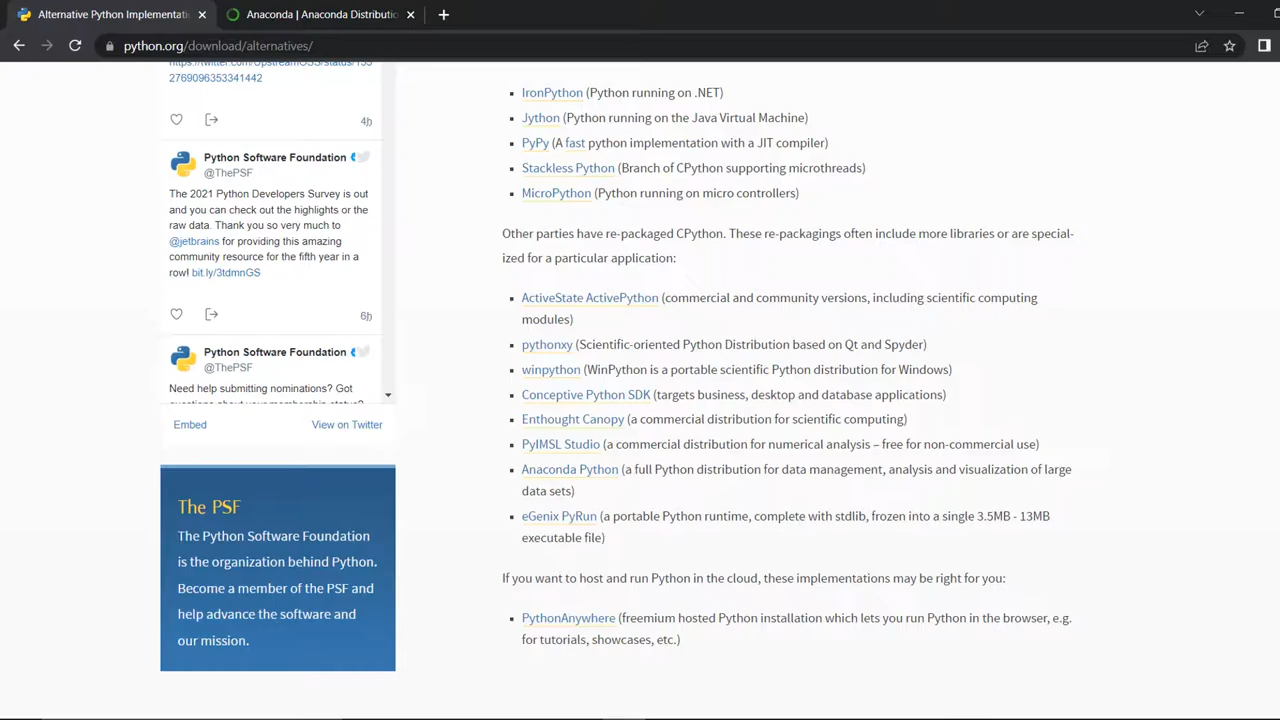 Alternative Python Implementati
Anaconda | Anaconda Distributio
python.org/download/alternatives/
https://twitter.com/UpstreamOSS/status/153
2769096353341442
4h
Python Software Foundation
@ThePSF
The 2021 Python Developers Survey is out
and you can check out the highlights or the
raw data. Thank you so very much to
@jetbrains for providing this amazing
community resource for the fifth year in a
row! bit.ly/3tdmnGS
6h
Python Software Foundation
@ThePSF
Need help submitting nominations? Got
questions about your membership status?
Embed
View on Twitter
The PSF
The Python Software Foundation
is the organization behind Python.
Become a member of the PSF and
help advance the software and
our mission.
IronPython (Python running on .NET)
Jython (Python running on the Java Virtual Machine)
PyPy (A fast python implementation with a JIT compiler)
Stackless Python (Branch of CPython supporting microthreads)
MicroPython (Python running on micro controllers)
Other parties have re-packaged CPython. These re-packagings often include more libraries or are special-
ized for a particular application:
ActiveState ActivePython (commercial and community versions, including scientific computing
modules)
pythonxy (Scientific-oriented Python Distribution based on Qt and Spyder)
winpython (WinPython is a portable scientific Python distribution for Windows)
Conceptive Python SDK (targets business, desktop and database applications)
Enthought Canopy (a commercial distribution for scientific computing)
PyIMSL Studio (a commercial distribution for numerical analysis – free for non-commercial use)
Anaconda Python (a full Python distribution for data management, analysis and visualization of large
data sets)
eGenix PyRun (a portable Python runtime, complete with stdlib, frozen into a single 3.5MB - 13MB
executable file)
If you want to host and run Python in the cloud, these implementations may be right for you:
PythonAnywhere (freemium hosted Python installation which lets you run Python in the browser, e.g.
for tutorials, showcases, etc.)